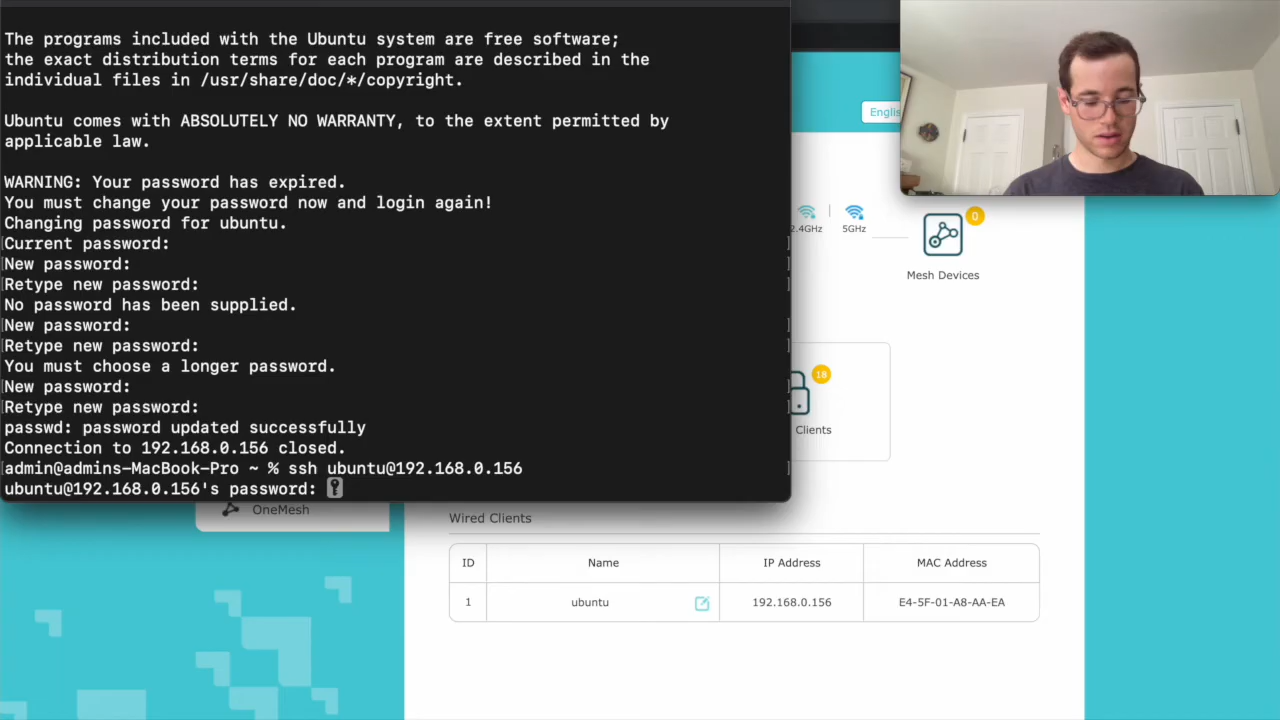 The programs included with the Ubuntu system are free software;
the exact distribution terms for each program are described in the
individual files in /usr/share/doc/*/copyright.
Ubuntu comes with ABSOLUTELY NO WARRANTY, to the extent permitted by
applicable law.
WARNING: Your password has expired.
You must change your password now and login again!
Changing password for ubuntu.
[Current password: ]
[New password: ]
[Retype new password: ]
No password has been supplied.
[New password: ]
[Retype new password: ]
You must choose a longer password.
[New password: ]
[Retype new password: ]
passwd: password updated successfully
Connection to 192.168.0.156 closed.
[admin@admins-MacBook-Pro ~ % ssh ubuntu@192.168.0.156 ]
ubuntu@192.168.0.156's password:
2.4GHz
5GHz
0
Mesh Devices
18
Clients
OneMesh
Wired Clients
ID Name IP Address MAC Address
1 ubuntu 192.168.0.156 E4-5F-01-A8-AA-EA